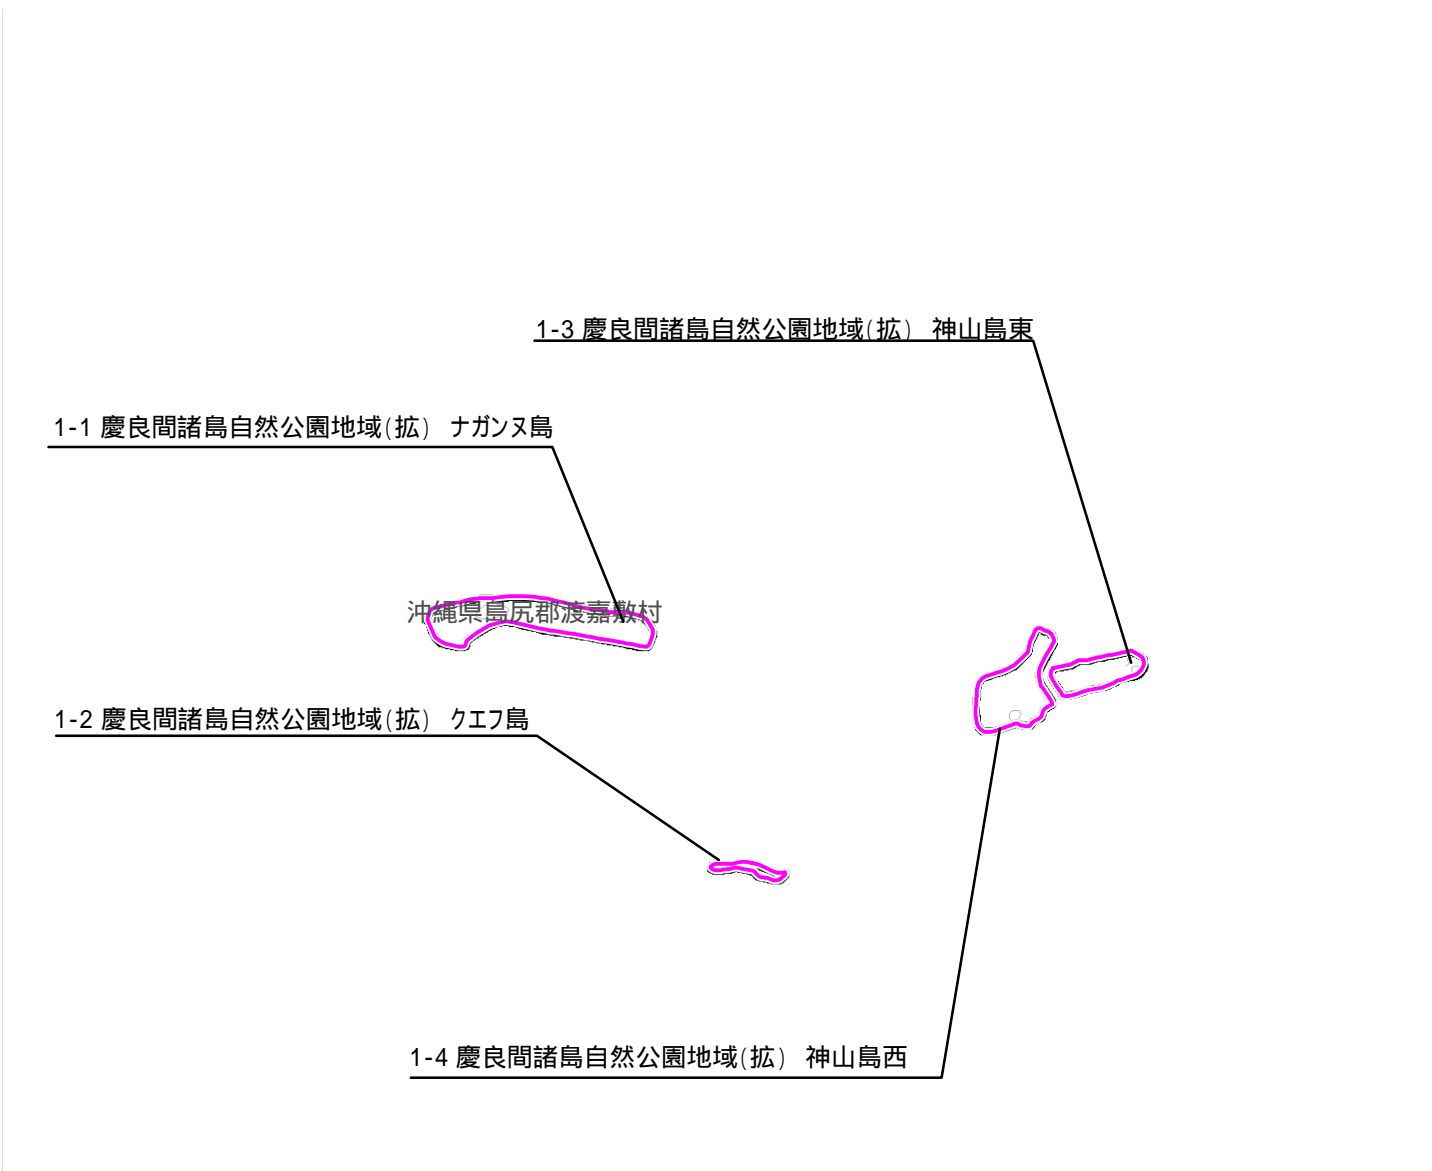 1-3 慶良間諸島自然公園地域(拡) 神山島東
1-1 慶良間諸島自然公園地域(拡) ナガンヌ島
沖縄県島尻郡渡嘉敷村
1-2 慶良間諸島自然公園地域(拡) クエフ島
1-4 慶良間諸島自然公園地域(拡) 神山島西